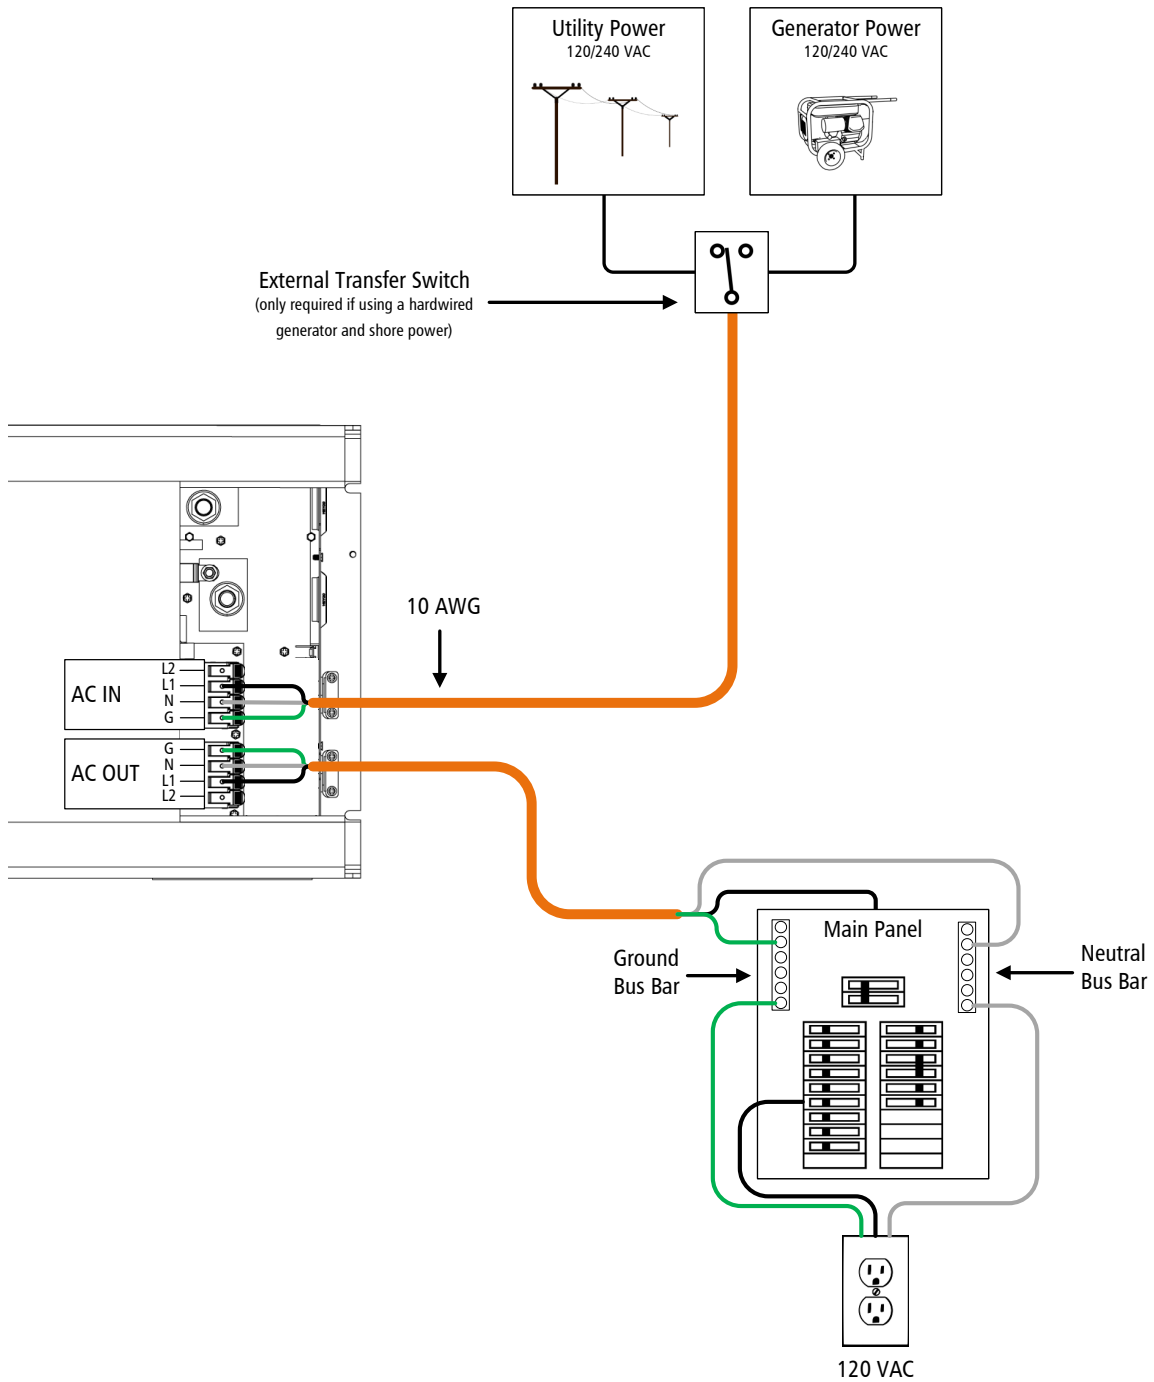 Utility Power
120/240 VAC
Generator Power
120/240 VAC
External Transfer Switch
(only required if using a hardwired
generator and shore power)
10 AWG
AC IN
L2
L1
N
G
AC OUT
G
N
L1
L2
Main Panel
Ground
Bus Bar
Neutral
Bus Bar
120 VAC